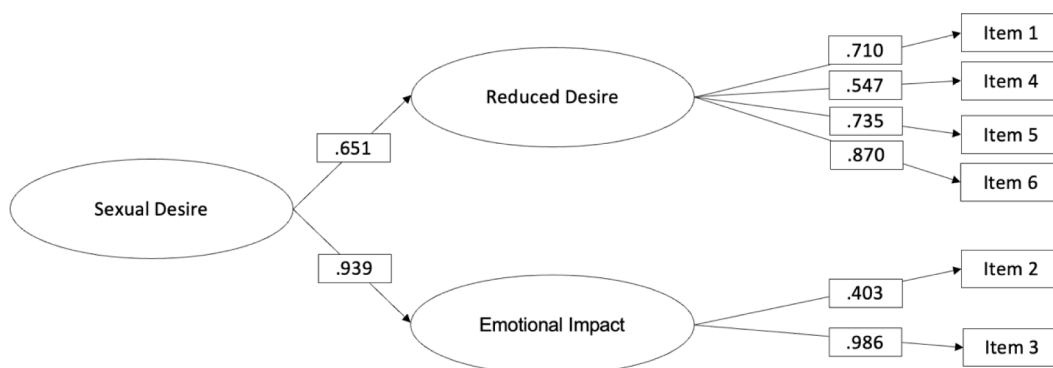 Item 1
.710
Reduced Desire
.547
Item 4
.735
Item 5
.651
.870
Item 6
Sexual Desire
.939
Item 2
.403
Emotional Impact
.986
Item 3